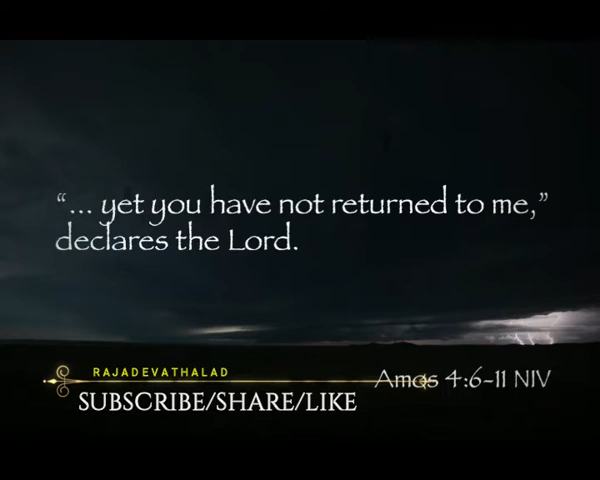 “... yet you have not returned to me,”
declares the Lord.
RAJADEVATHALAD
Amos 4:6-11 NIV
SUBSCRIBE/SHARE/LIKE